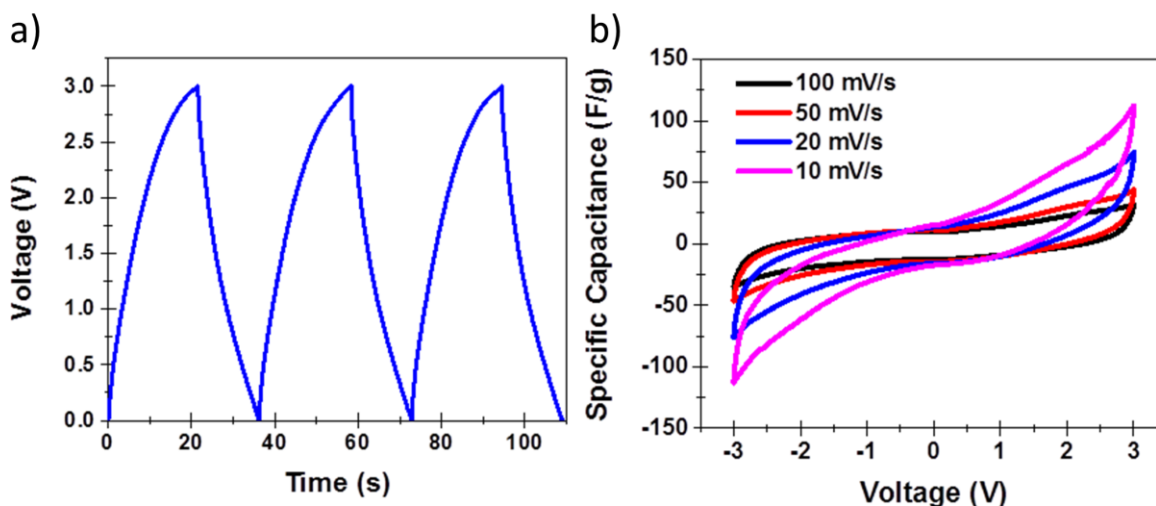 a)
Voltage (V)
3.0
2.5
2.0
1.5
1.0
0.5
0.0
0 20 40 60 80 100
Time (s)
b)
Specific Capacitance (F/g)
150
100
50
0
-50
-100
-150
100 mV/s
50 mV/s
20 mV/s
10 mV/s
-3 -2 -1 0 1 2 3
Voltage (V)